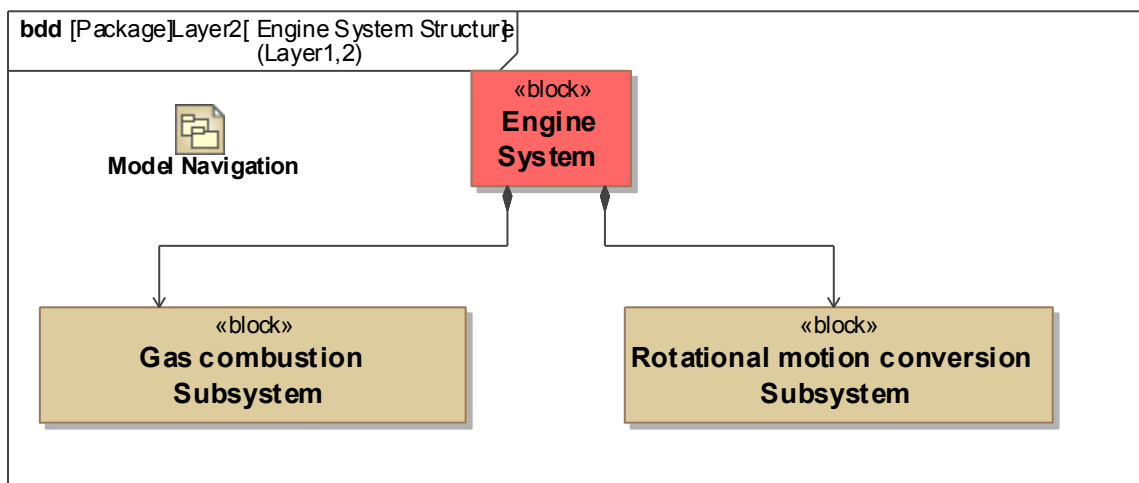 bdd [Package]Layer2[ Engine System Structure]
(Layer1,2)
«block»
Engine
System
Model Navigation
«block»
Gas combustion
Subsystem
«block»
Rotational motion conversion
Subsystem